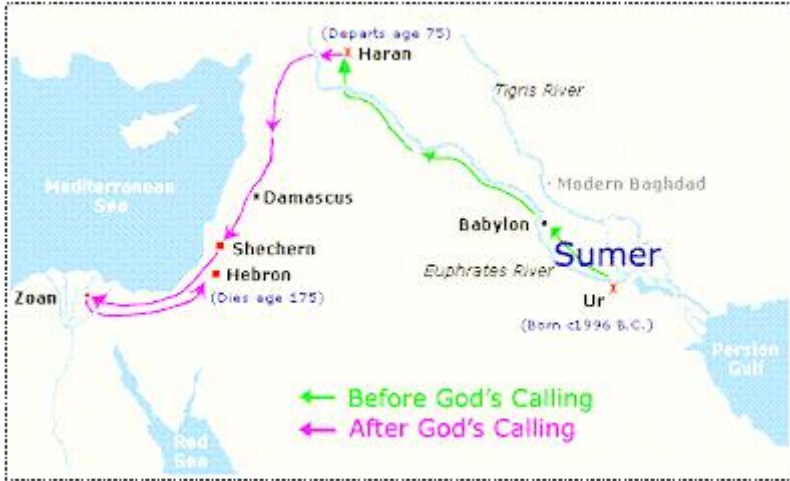 (Departs age 75)
Haran
Tigris River
Mediterranean
Sea
Modern Baghdad
Damascus
Babylon
Sumer
Shechern
Euphrates River
Hebron
Zoan
(Dies age 175)
Ur
(Born c1996 B.C.)
Persian
Gulf
Before God's Calling
After God's Calling
Red
Sea